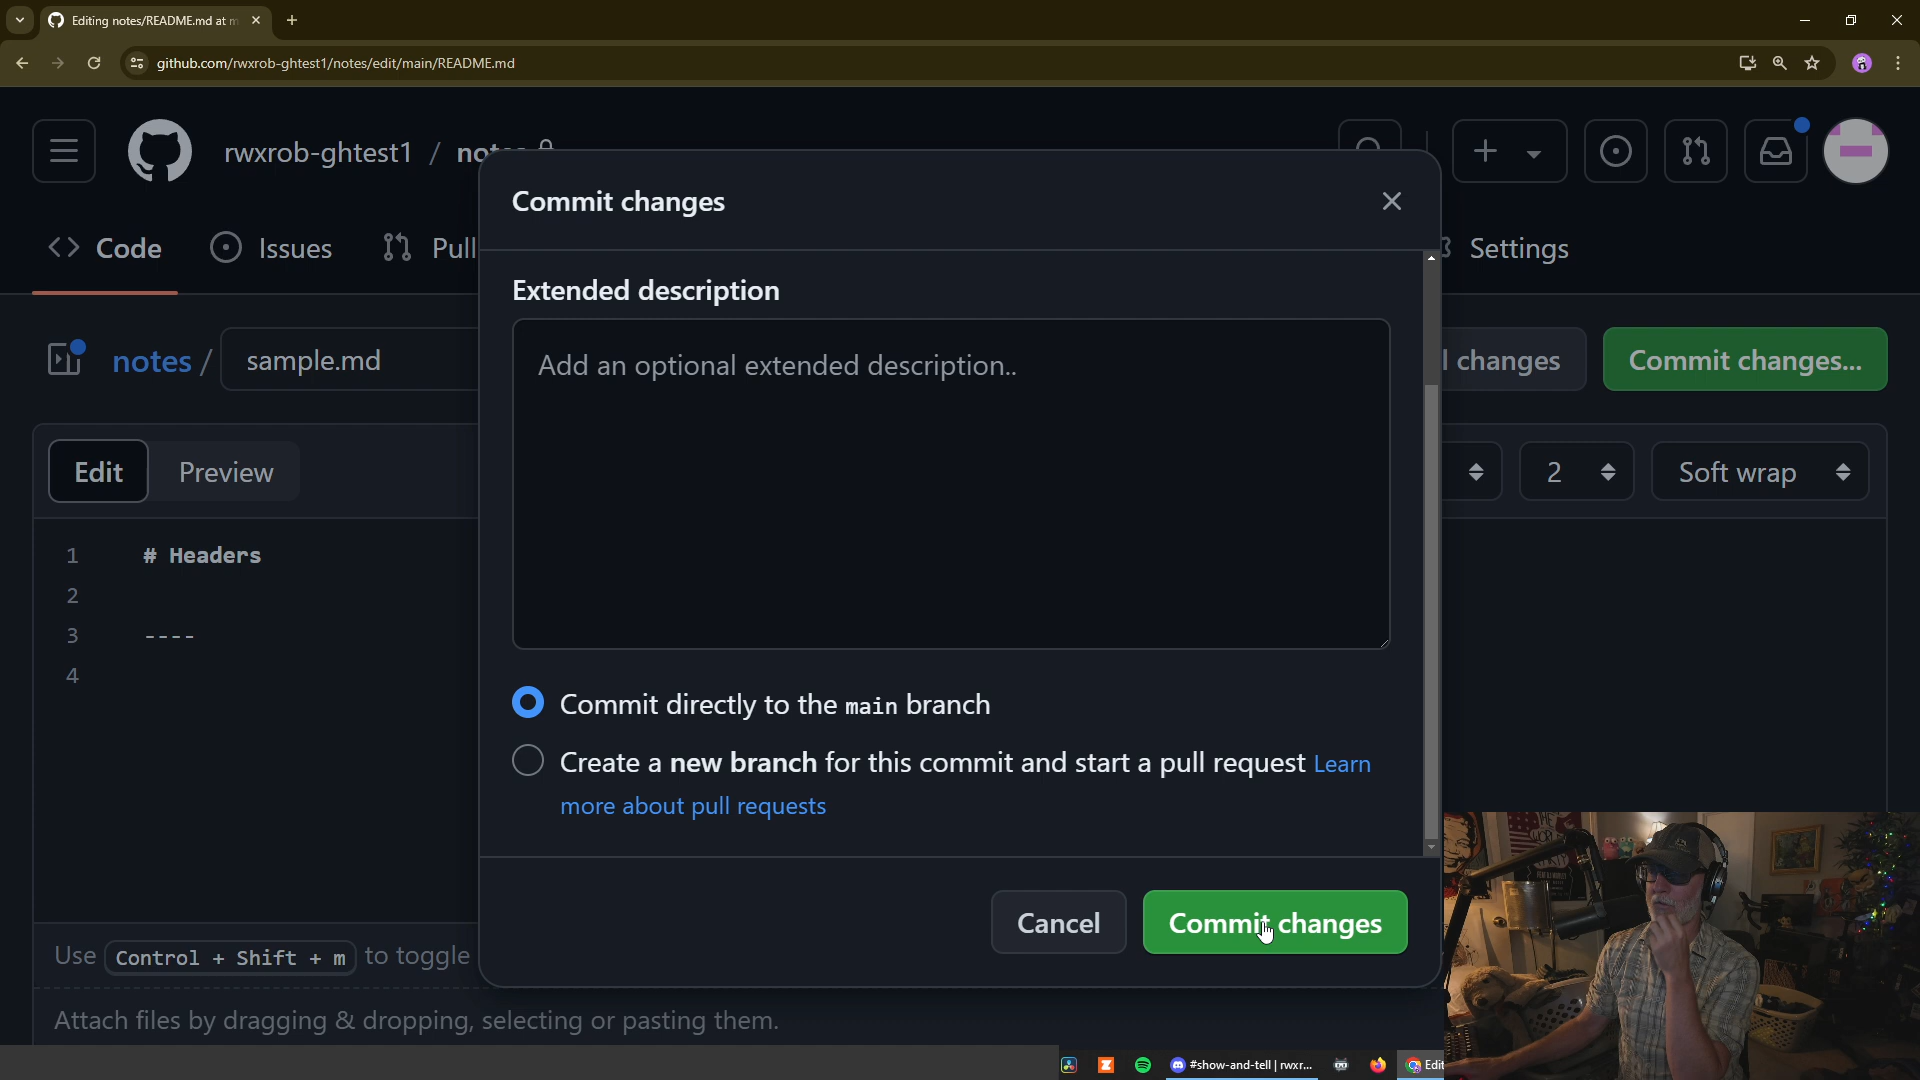 Editing notes/README.md at m
github.com/rwxrob-ghtest1/notes/edit/main/README.md
rwxrob-ghtest1 / notes
Code
Issues
Pull
Settings
Commit changes
Extended description
Add an optional extended description..
notes /
sample.md
l changes
Commit changes...
Edit
Preview
2
Soft wrap
1 # Headers
2
3 ----
4
Commit directly to the main branch
Create a new branch for this commit and start a pull request Learn
more about pull requests
Cancel
Commit changes
Use Control + Shift + m to toggle
Attach files by dragging & dropping, selecting or pasting them.
#show-and-tell | rwxr...
Edit